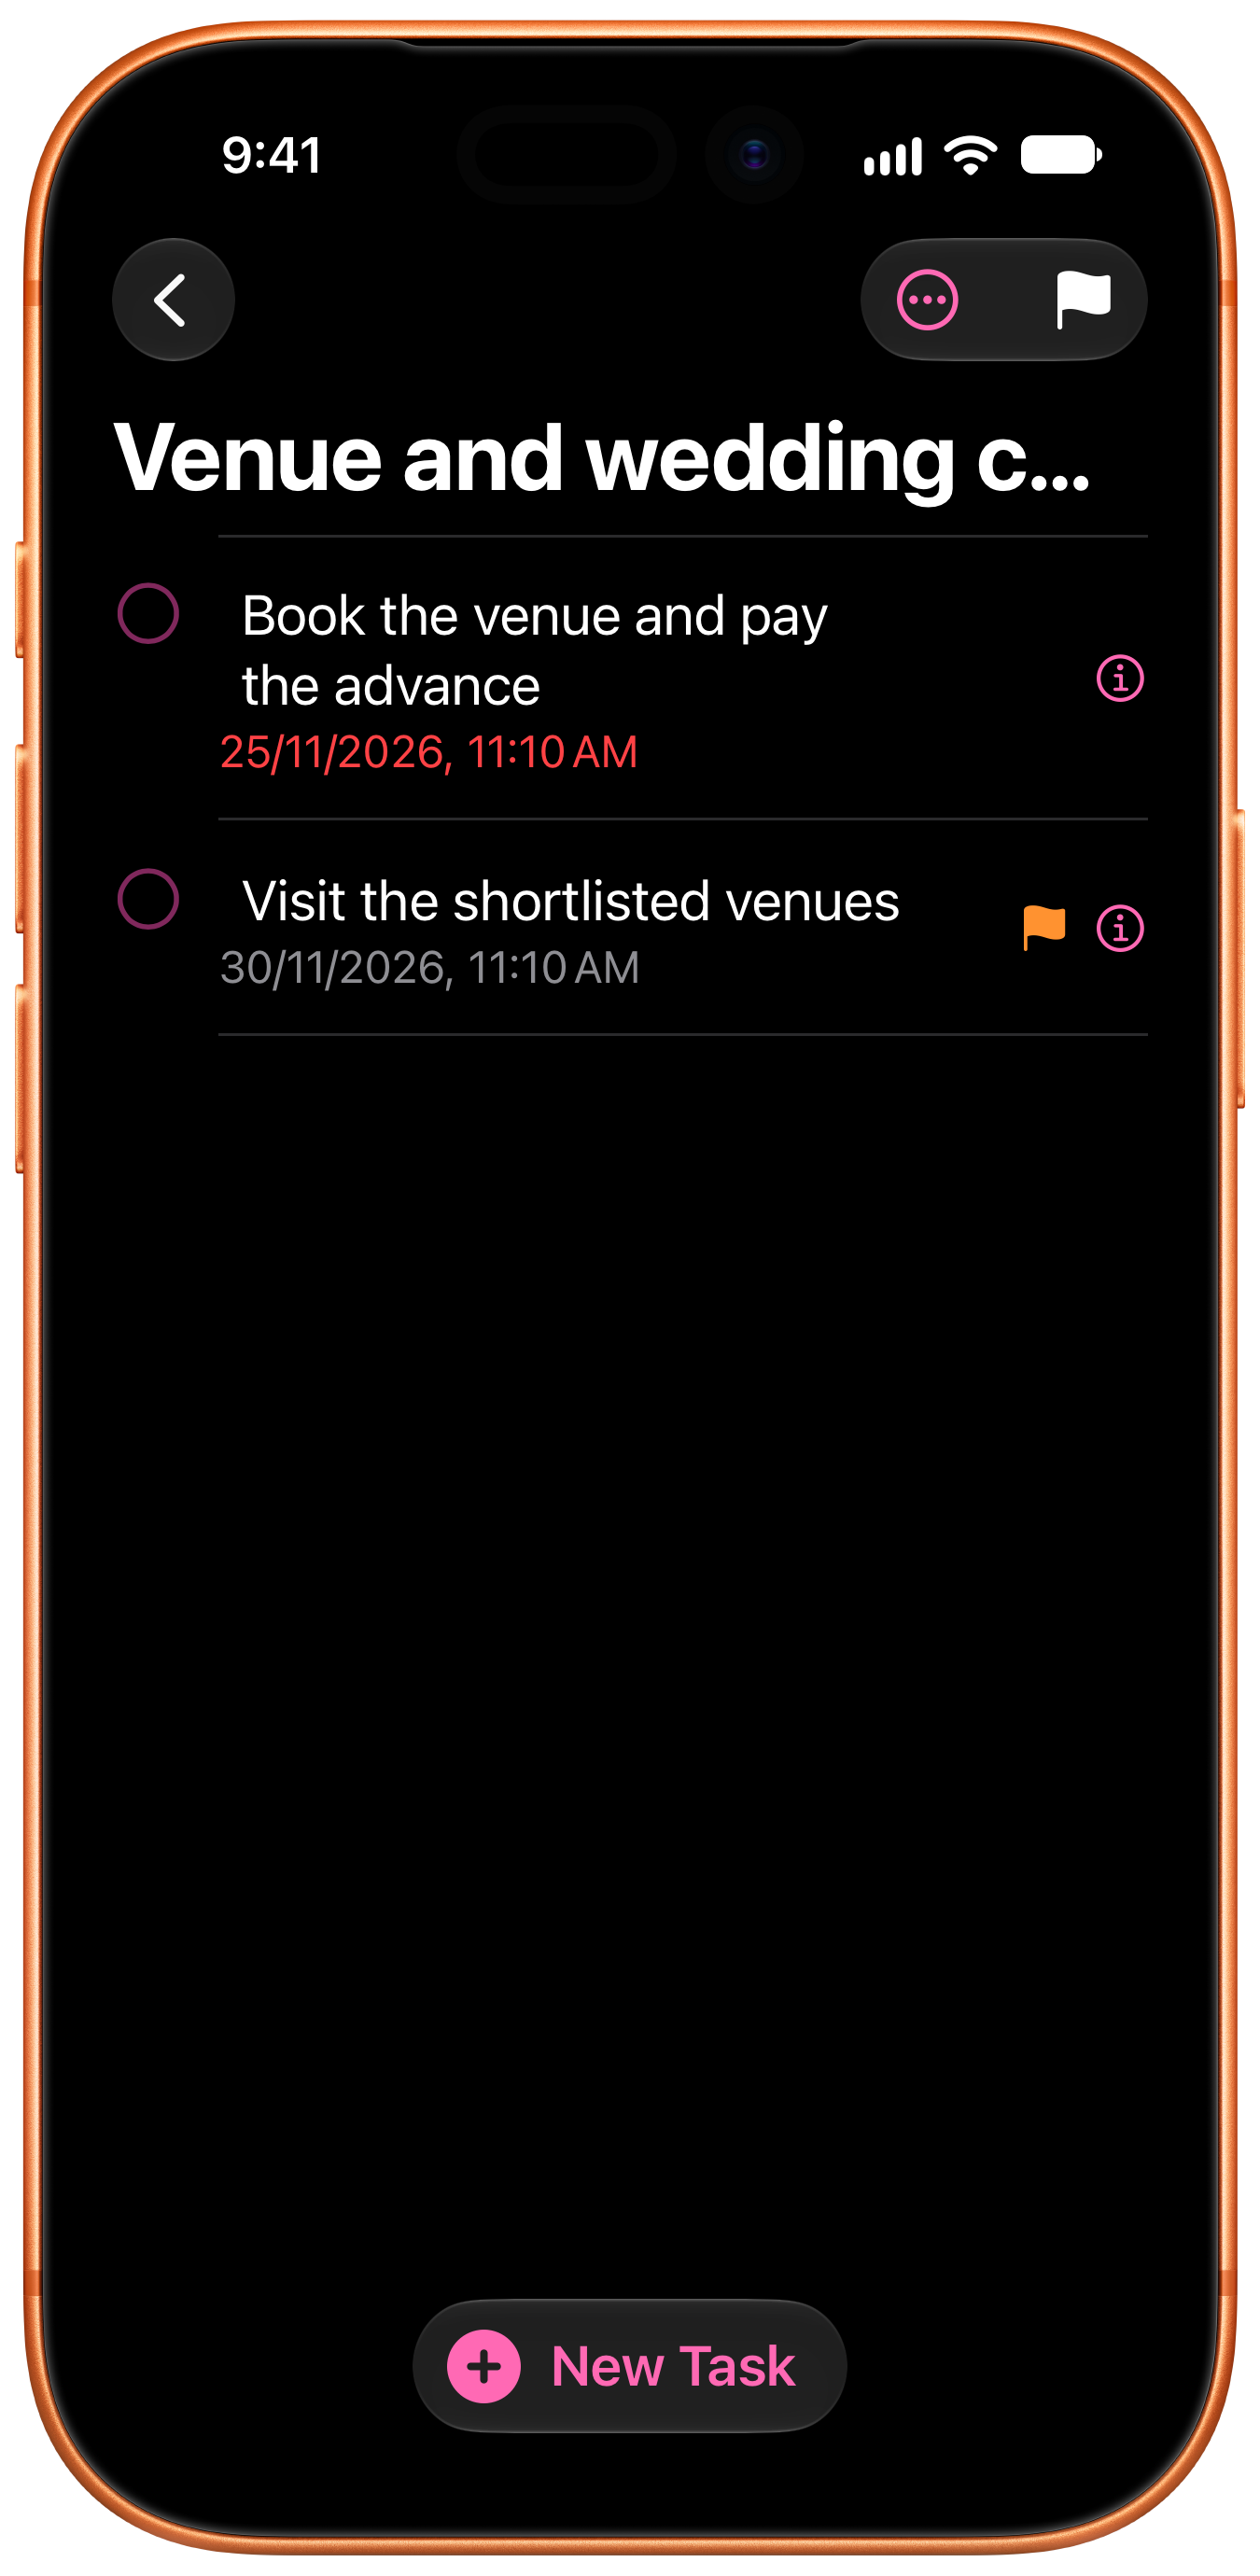 9:41
Venue and wedding c...
Book the venue and pay
the advance
25/11/2026, 11:10 AM
Visit the shortlisted venues
30/11/2026, 11:10 AM
New Task